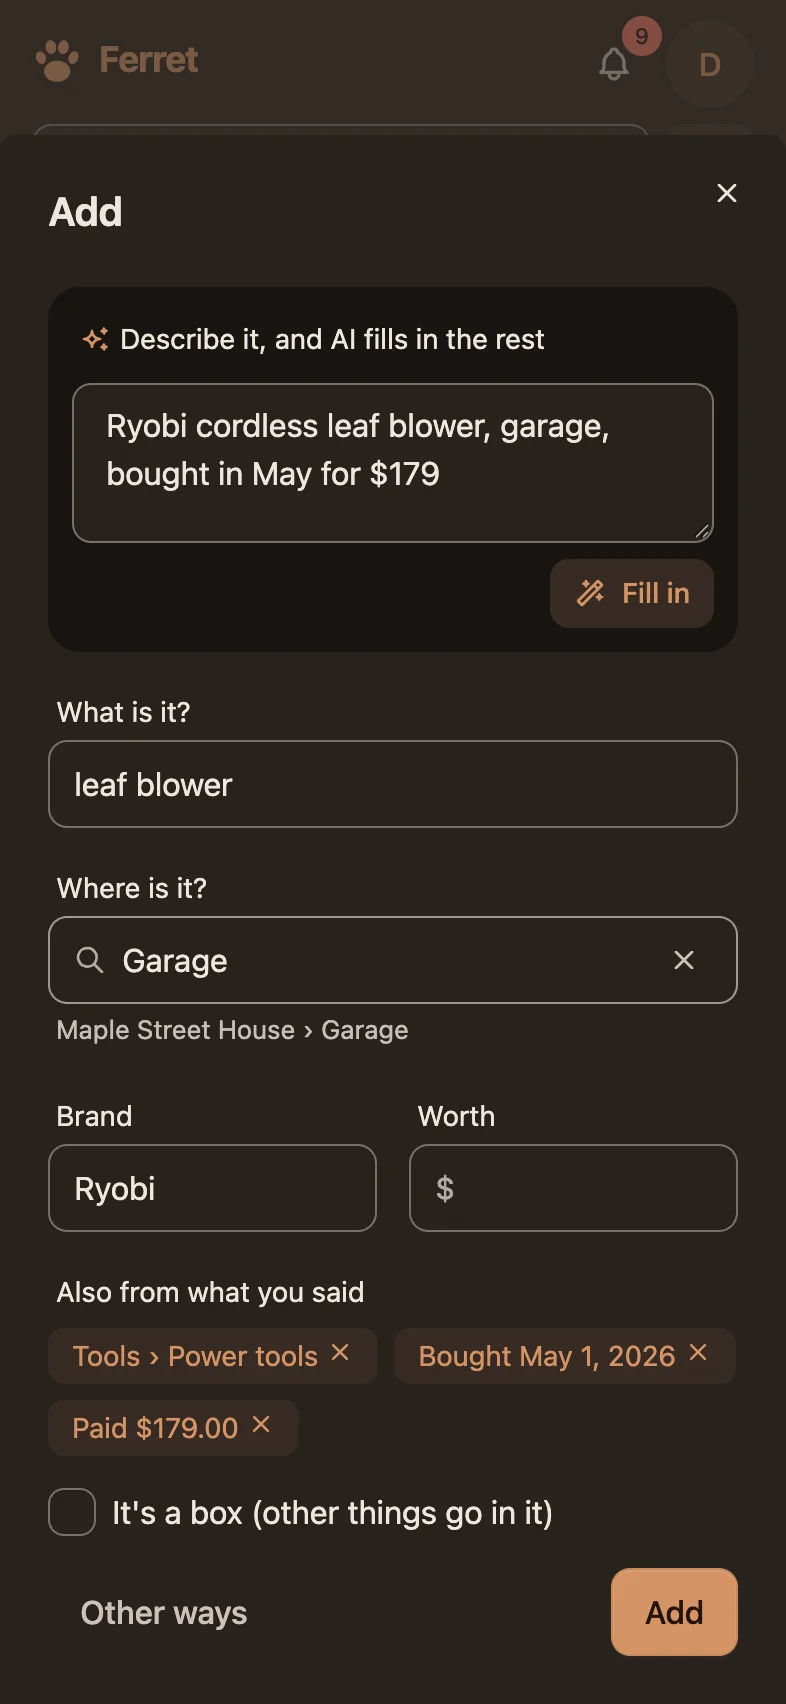 Ferret
9
D
Add
Describe it, and AI fills in the rest
Ryobi cordless leaf blower, garage,
bought in May for $179
Fill in
What is it?
leaf blower
Where is it?
Garage
Maple Street House › Garage
Brand
Worth
Ryobi
$
Also from what you said
Tools › Power tools
Bought May 1, 2026
Paid $179.00
It's a box (other things go in it)
Other ways
Add